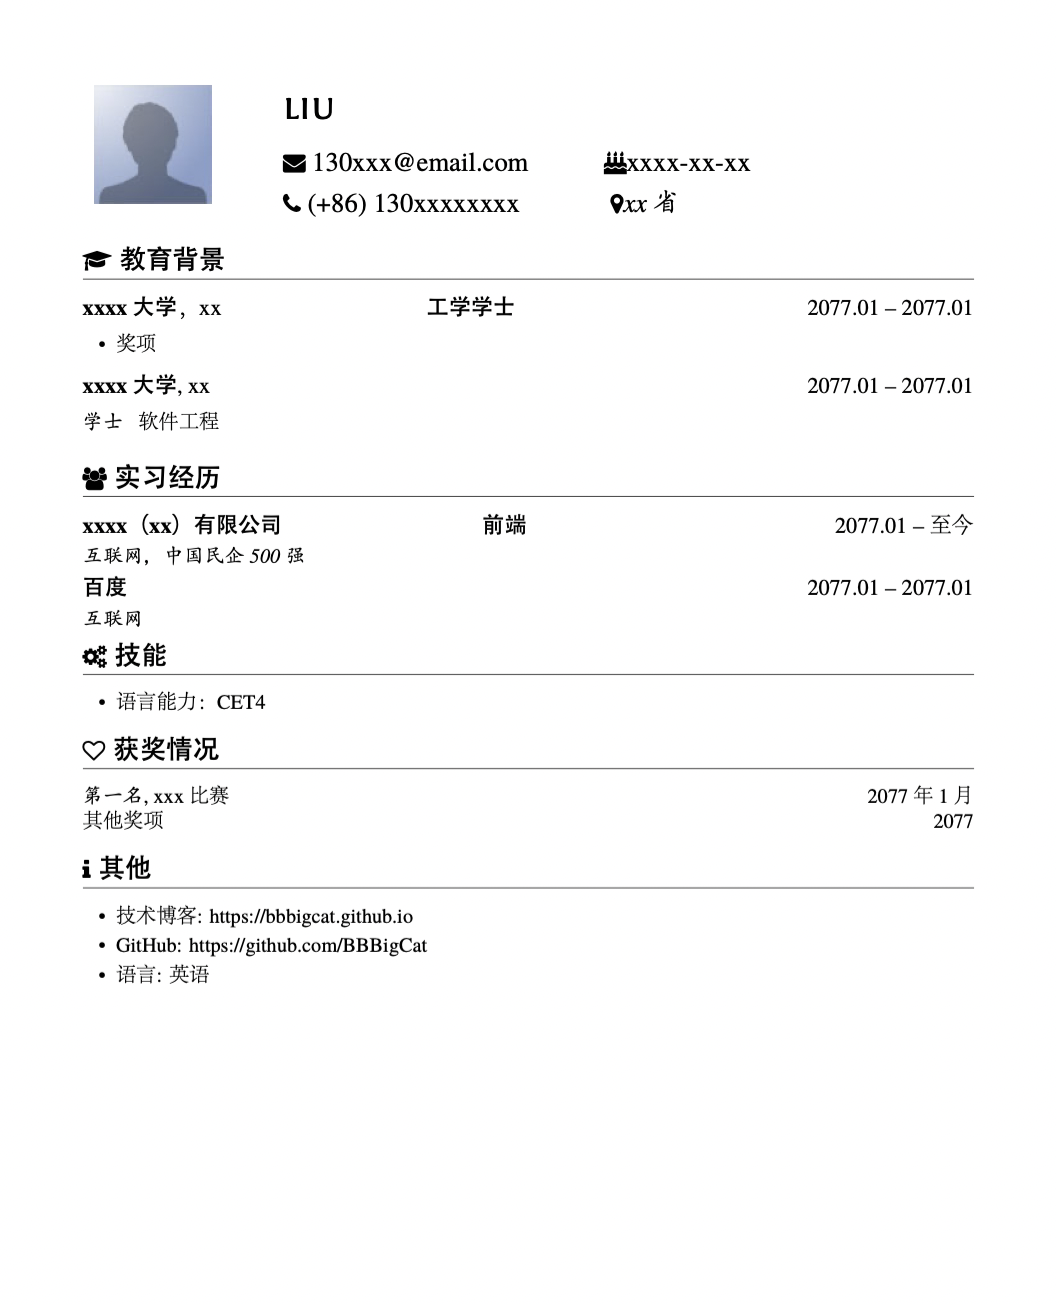 LIU
130xxx@email.com xxxx-xx-xx
(+86) 130xxxxxxxx xx 省
教育背景
xxxx 大学，xx 工学学士 2077.01 – 2077.01
• 奖项
xxxx 大学, xx 2077.01 – 2077.01
学士 软件工程
实习经历
xxxx（xx）有限公司 前端 2077.01 – 至今
互联网，中国民企 500 强
百度 2077.01 – 2077.01
互联网
技能
• 语言能力：CET4
获奖情况
第一名, xxx 比赛 2077 年 1 月
其他奖项 2077
其他
• 技术博客: https://bbbigcat.github.io
• GitHub: https://github.com/BBBigCat
• 语言: 英语